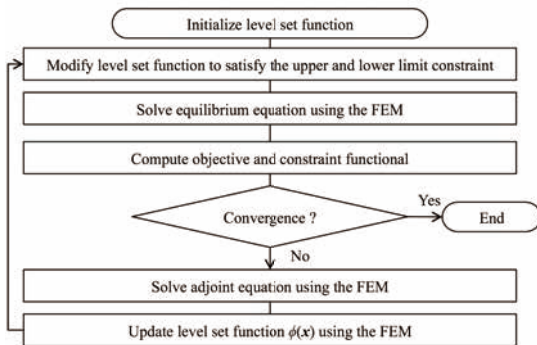 Initialize level set function
Modify level set function to satisfy the upper and lower limit constraint
Solve equilibrium equation using the FEM
Compute objective and constraint functional
Convergence ?
Yes
End
No
Solve adjoint equation using the FEM
Update level set function ϕ(x) using the FEM